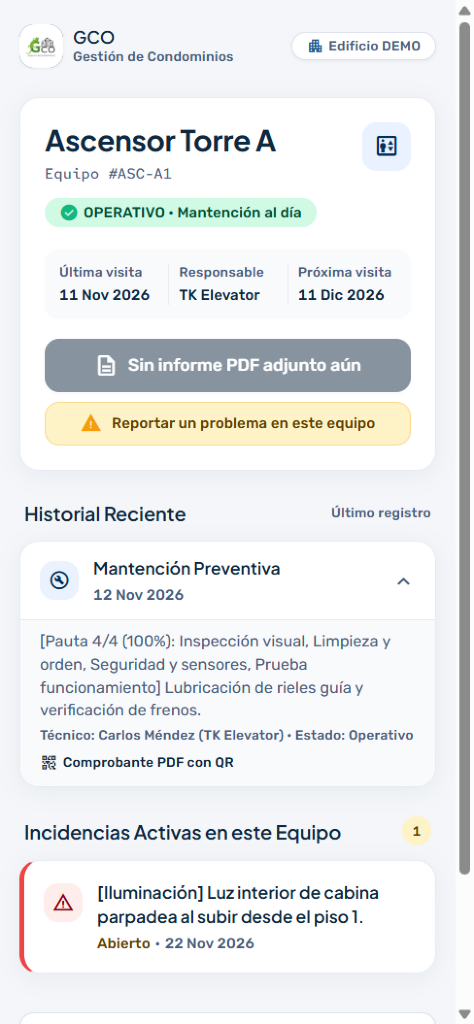 GCO
GCO
Gestión de Condominios
Edificio DEMO
Ascensor Torre A
Equipo #ASC-A1
OPERATIVO • Mantención al día
Última visita
11 Nov 2026
Responsable
TK Elevator
Próxima visita
11 Dic 2026
Sin informe PDF adjunto aún
Reportar un problema en este equipo
Historial Reciente
Último registro
Mantención Preventiva
12 Nov 2026
[Pauta 4/4 (100%): Inspección visual, Limpieza y
orden, Seguridad y sensores, Prueba
funcionamiento] Lubricación de rieles guía y
verificación de frenos.
Técnico: Carlos Méndez (TK Elevator) • Estado: Operativo
Comprobante PDF con QR
Incidencias Activas en este Equipo
1
[Iluminación] Luz interior de cabina
parpadea al subir desde el piso 1.
Abierto • 22 Nov 2026